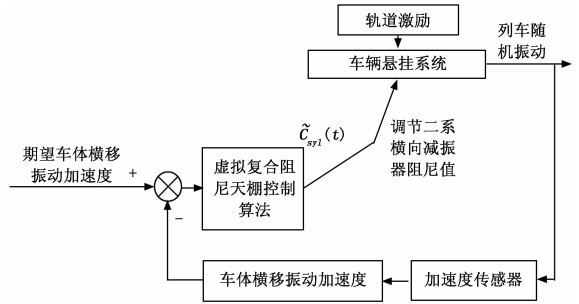 轨道激励
车辆悬挂系统
列车随
机振动
C̃sy1(t)
调节二系
横向减振
器阻尼值
期望车体横移
振动加速度
+
虚拟复合阻
尼天棚控制
算法
−
车体横移振动加速度
加速度传感器